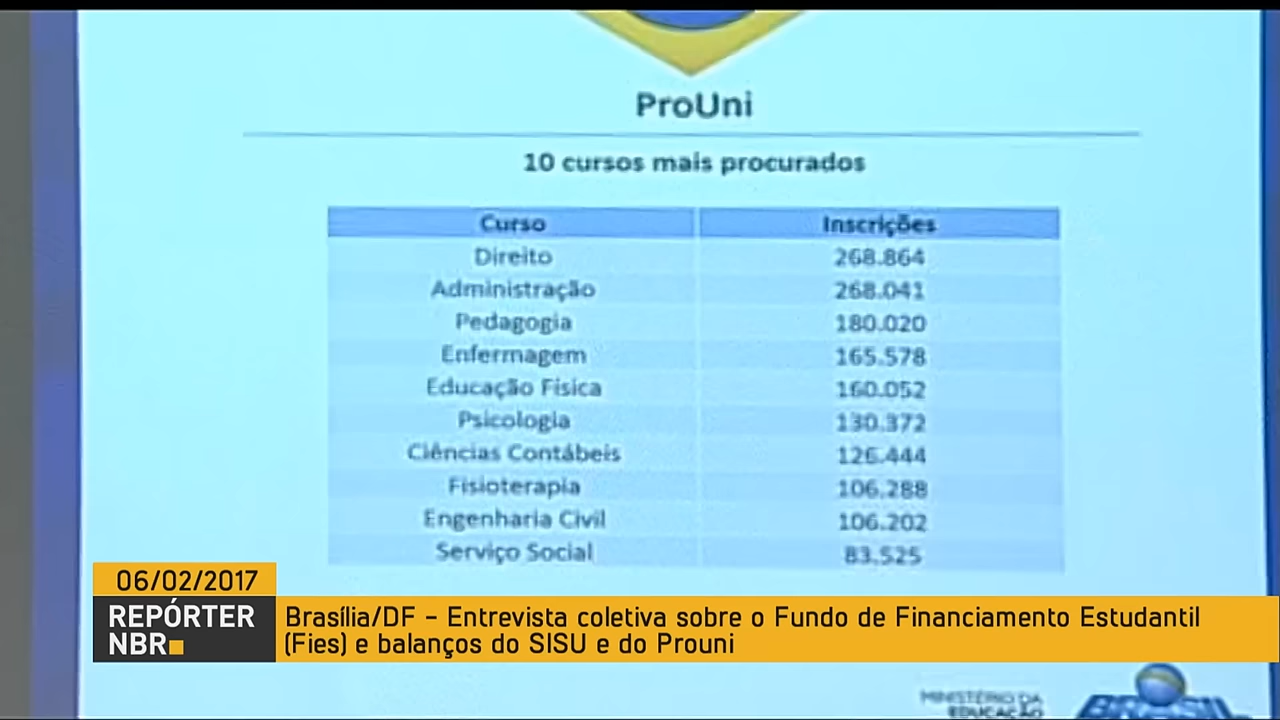 ProUni
10 cursos mais procurados
Curso Inscrições
Direito 268.864
Administração 268.041
Pedagogia 180.020
Enfermagem 165.578
Educação Física 160.052
Psicologia 130.372
Ciências Contábeis 126.444
Fisioterapia 106.288
Engenharia Civil 106.202
Serviço Social 83.525
06/02/2017
REPÓRTER
NBR
Brasília/DF – Entrevista coletiva sobre o Fundo de Financiamento Estudantil
(Fies) e balanços do SISU e do Prouni
MINISTÉRIO DA
EDUCAÇÃO